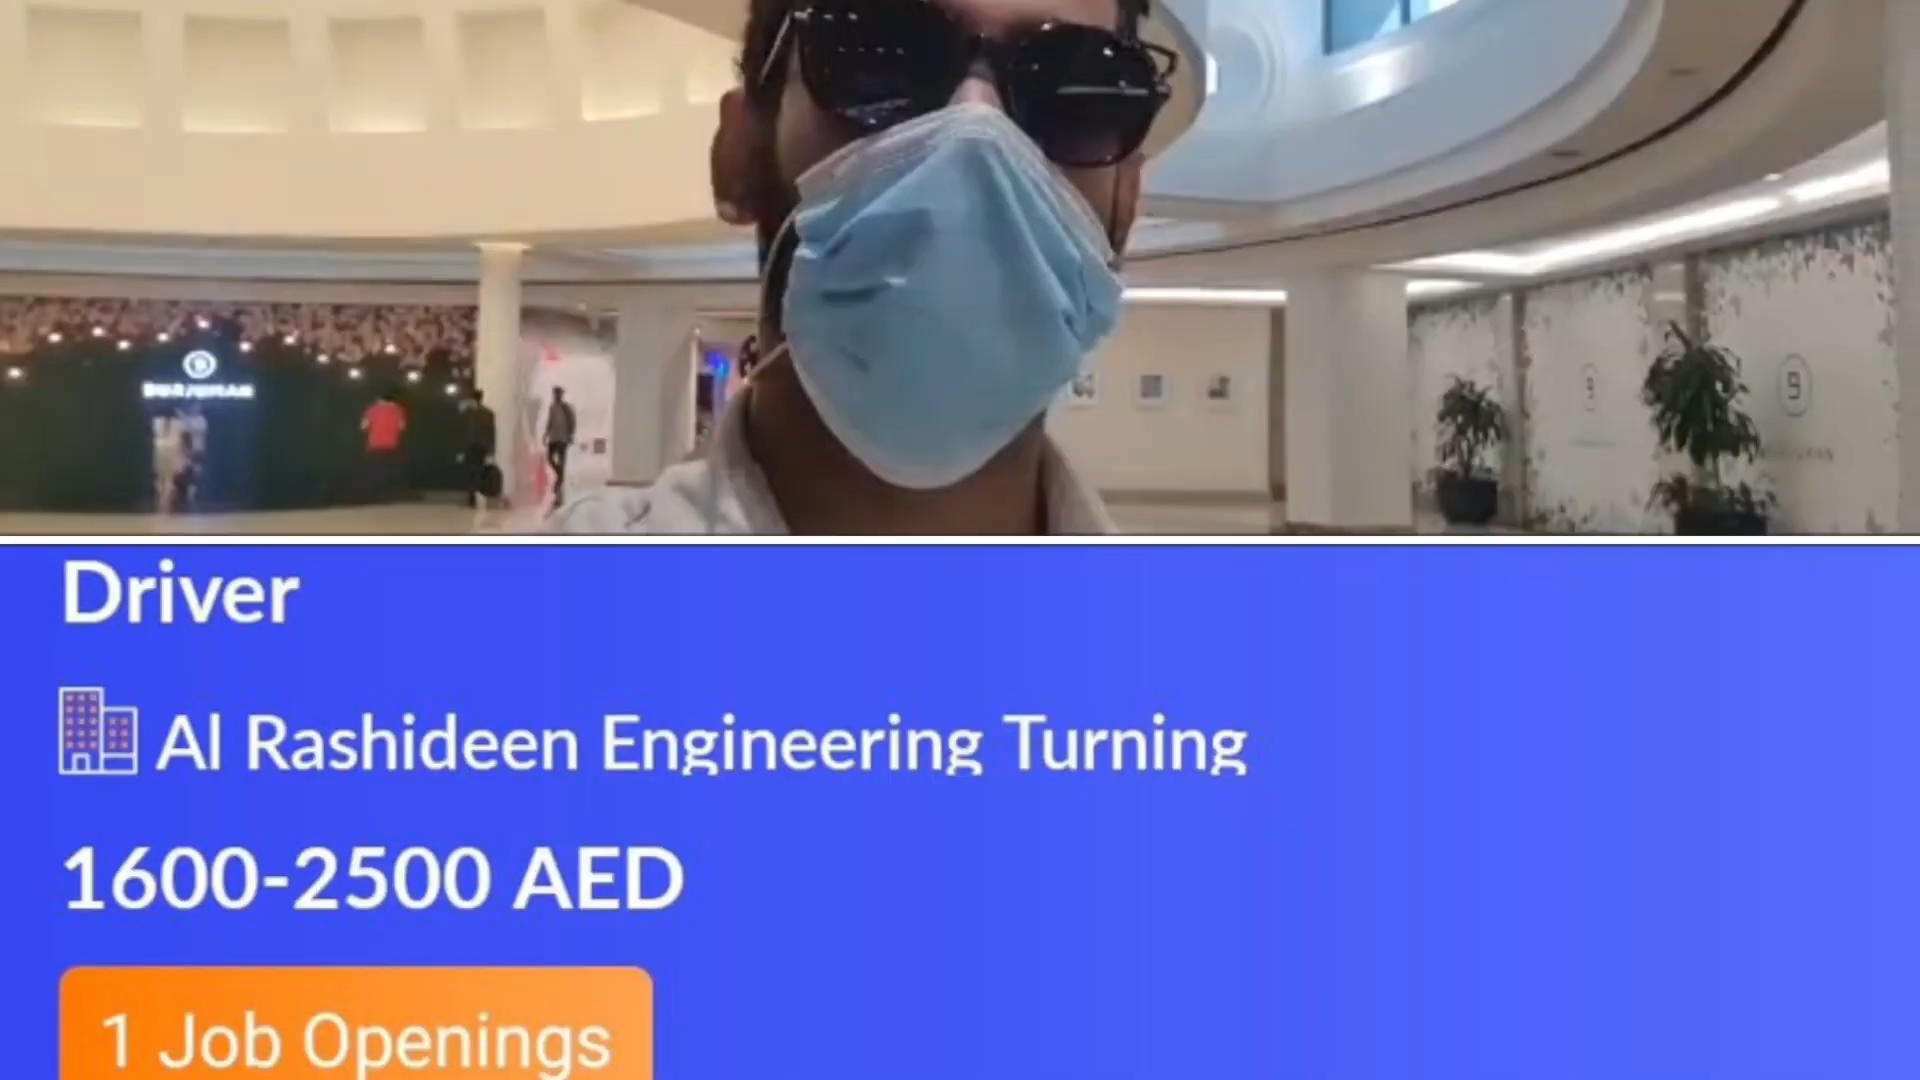 Driver
Al Rashideen Engineering Turning
1600-2500 AED
1 Job Openings